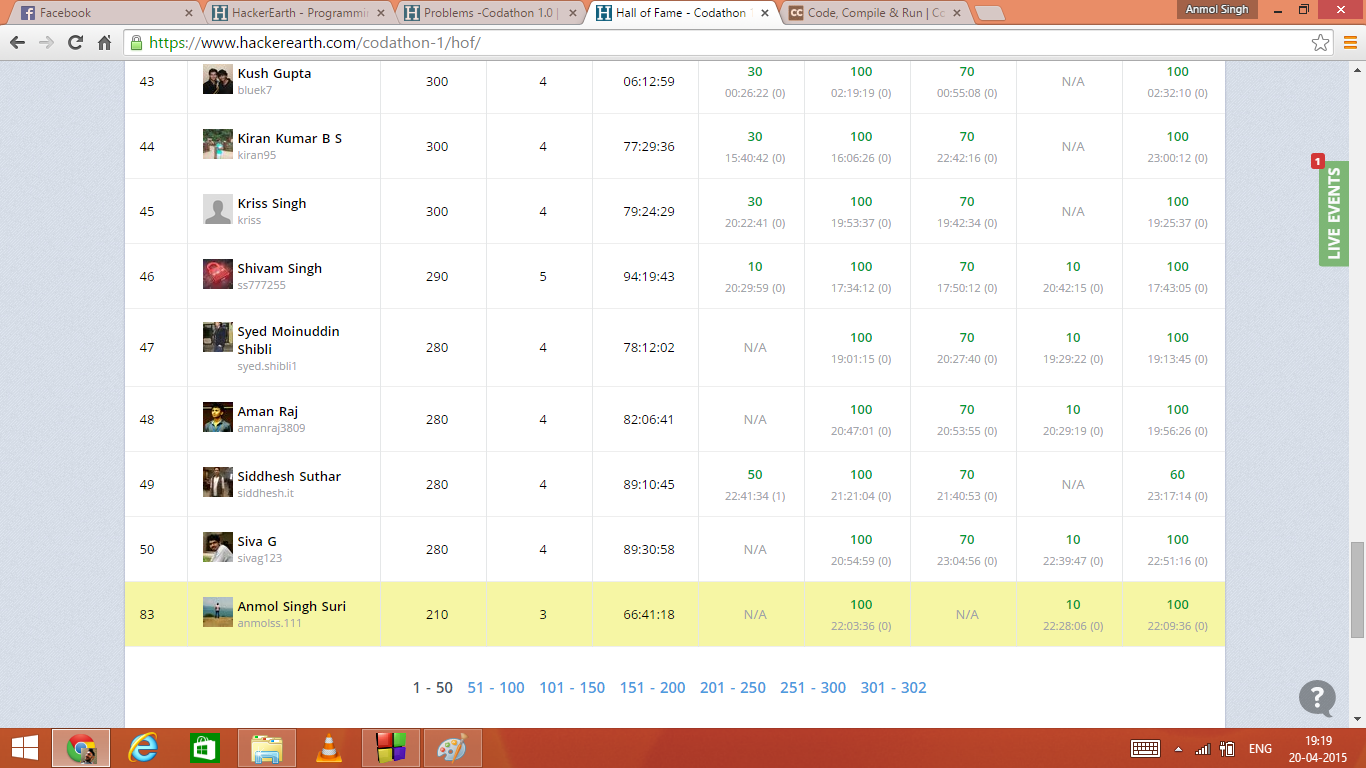 Facebook
HackerEarth - Programmi
Problems -Codathon 1.0 |
Hall of Fame - Codathon
Code, Compile & Run | Co
Anmol Singh
https://www.hackerearth.com/codathon-1/hof/
43 Kush Gupta 300 4 06:12:59 30 100 70 N/A 100
bluek7 00:26:22 (0) 02:19:19 (0) 00:55:08 (0) 02:32:10 (0)
44 Kiran Kumar B S 300 4 77:29:36 30 100 70 N/A 100
kiran95 15:40:42 (0) 16:06:26 (0) 22:42:16 (0) 23:00:12 (0)
45 Kriss Singh 300 4 79:24:29 30 100 70 N/A 100
kriss 20:22:41 (0) 19:53:37 (0) 19:42:34 (0) 19:25:37 (0)
46 Shivam Singh 290 5 94:19:43 10 100 70 10 100
ss777255 20:29:59 (0) 17:34:12 (0) 17:50:12 (0) 20:42:15 (0) 17:43:05 (0)
47 Syed Moinuddin 280 4 78:12:02 N/A 100 70 10 100
Shibli
syed.shibli1 19:01:15 (0) 20:27:40 (0) 19:29:22 (0) 19:13:45 (0)
48 Aman Raj 280 4 82:06:41 N/A 100 70 10 100
amanraj3809 20:47:01 (0) 20:53:55 (0) 20:29:19 (0) 19:56:26 (0)
49 Siddhesh Suthar 280 4 89:10:45 50 100 70 N/A 60
siddhesh.it 22:41:34 (1) 21:21:04 (0) 21:40:53 (0) 23:17:14 (0)
50 Siva G 280 4 89:30:58 N/A 100 70 10 100
sivag123 20:54:59 (0) 23:04:56 (0) 22:39:47 (0) 22:51:16 (0)
83 Anmol Singh Suri 210 3 66:41:18 N/A 100 N/A 10 100
anmolss.111 22:03:36 (0) 22:28:06 (0) 22:09:36 (0)
1 - 50 51 - 100 101 - 150 151 - 200 201 - 250 251 - 300 301 - 302
1
LIVE EVENTS
?
ENG
19:19
20-04-2015